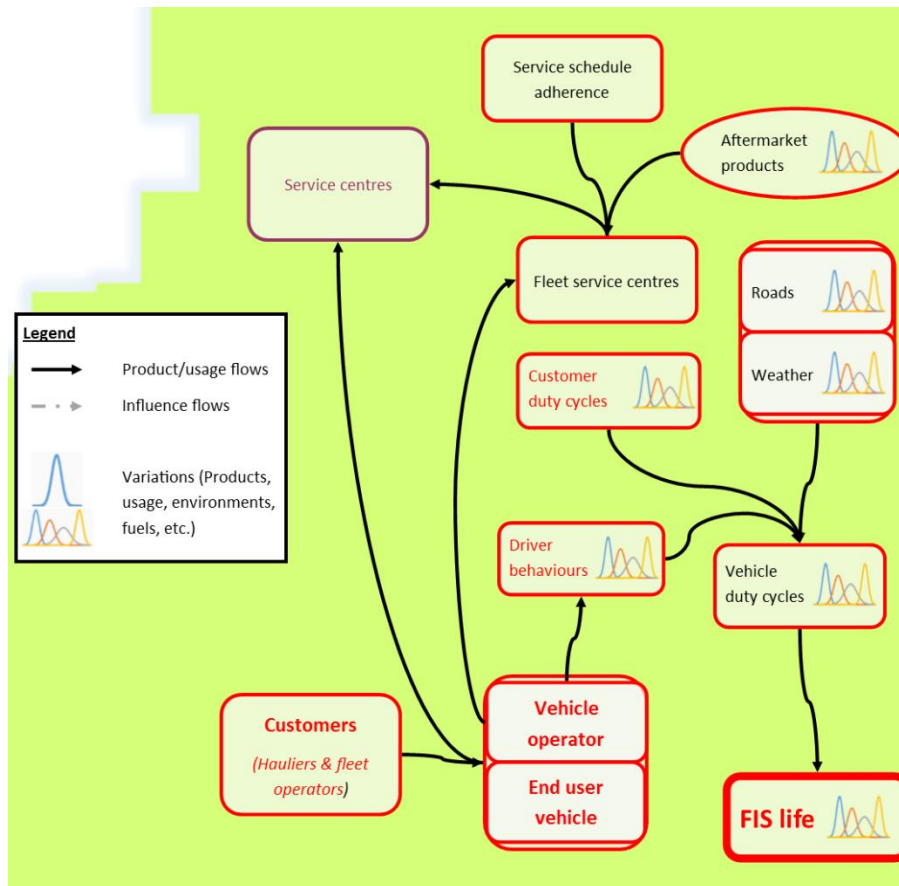 Service schedule
adherence
Aftermarket
products
Service centres
Fleet service centres
Roads
Weather
Legend
Product/usage flows
Influence flows
Variations (Products,
usage, environments,
fuels, etc.)
Customer
duty cycles
Driver
behaviours
Vehicle
duty cycles
Customers
(Hauliers & fleet
operators)
Vehicle
operator
End user
vehicle
FIS life